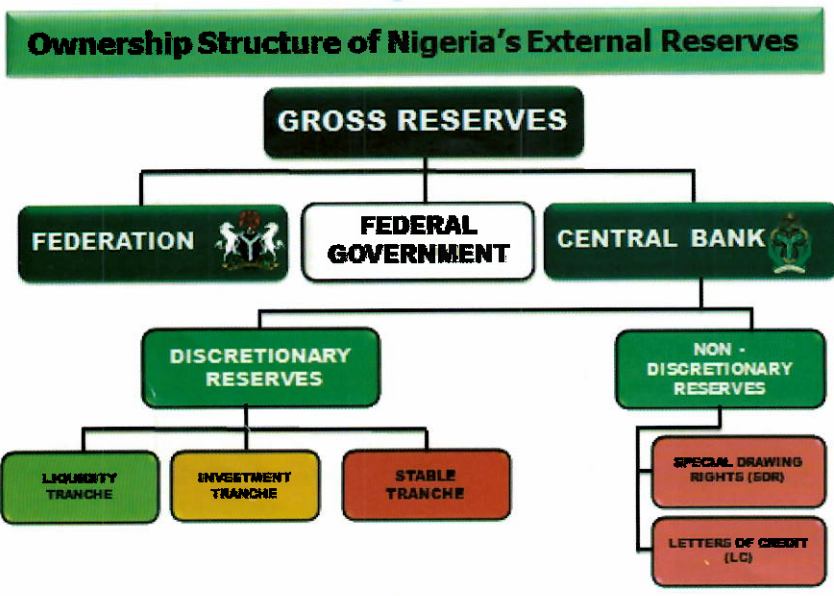 Ownership Structure of Nigeria's External Reserves
GROSS RESERVES
FEDERATION
FEDERAL
GOVERNMENT
CENTRAL BANK
DISCRETIONARY
RESERVES
NON -
DISCRETIONARY
RESERVES
LIQUIDITY
TRANCHE
INVESTMENT
TRANCHE
STABLE
TRANCHE
SPECIAL DRAWING
RIGHTS (SDR)
LETTERS OF CREDIT
(LC)